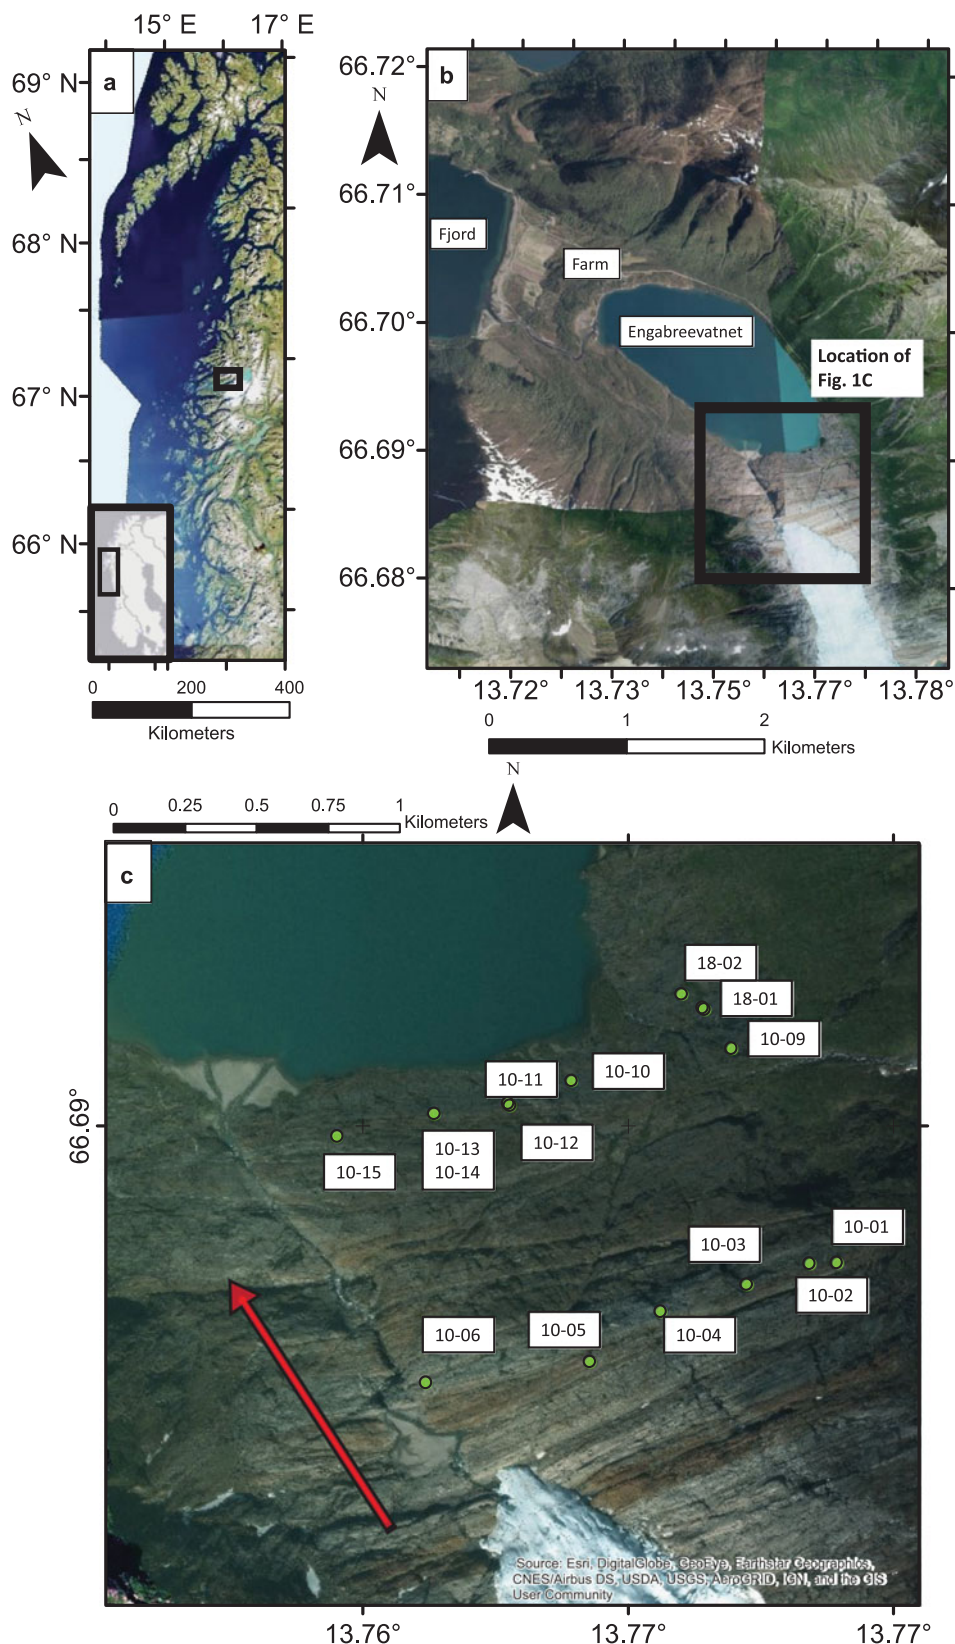 15° E
17° E
a
69° N
N
68° N
67° N
66° N
0
200
400
Kilometers
b
66.72°
N
66.71°
66.70°
66.69°
66.68°
Fjord
Farm
Engabreevatnet
Location of
Fig. 1C
13.72°
13.73°
13.75°
13.77°
13.78°
0
1
2
Kilometers
N
0
0.25
0.5
0.75
1
Kilometers
c
18-02
18-01
10-09
10-10
10-11
10-12
10-13
10-14
10-15
66.69°
10-01
10-03
10-02
10-04
10-05
10-06
Source: Esri, DigitalGlobe, GeoEye, Earthstar Geographics,
CNES/Airbus DS, USDA, USGS, AeroGRID, IGN, and the GIS
User Community
13.76°
13.77°
13.77°